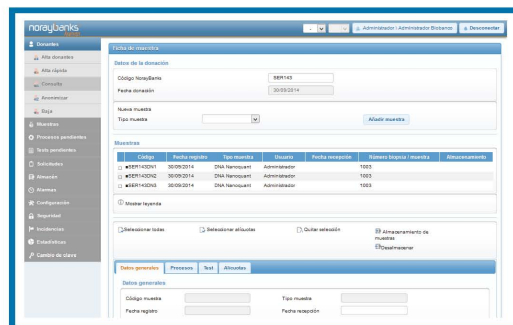 noraybanks
- Administrador : Administrador Biobanco Desconectar
Donantes
Alta donantes
Alta rápida
Consulta
Anonimizar
Baja
Muestras
Procesos pendientes
Tests pendientes
Solicitudes
Almacén
Alarmas
Configuración
Seguridad
Incidencias
Estadísticas
Cambio de clave
Ficha de muestra
Datos de la donación
Código NorayBanks SER143
Fecha donación 30/09/2014
Nueva muestra
Tipo muestra Añadir muestra
Muestras
Código Fecha registro Tipo muestra Usuario Fecha recepción Número biopsia / muestra Almacenamiento
SER143DN1 30/09/2014 DNA Nanoquant Administrador 1003
SER143DN2 30/09/2014 DNA Nanoquant Administrador 1003
SER143DN3 30/09/2014 DNA Nanoquant Administrador 1003
Mostrar leyenda
Seleccionar todas Seleccionar alícuotas Quitar selección Almacenamiento de muestras
Desalmacenar
Datos generales Procesos Test Alícuotas
Datos generales
Código muestra Tipo muestra
Fecha registro Fecha recepción